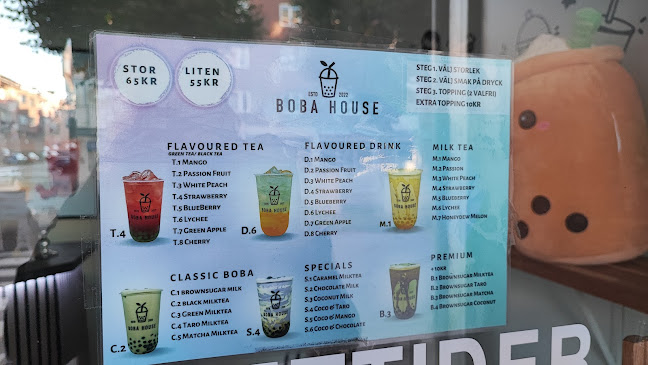 STOR
65KR
LITEN
55KR
ESTD 2022
BOBA HOUSE
STEG 1. VÄLJ STORLEK
STEG 2. VÄLJ SMAK PÅ DRYCK
STEG 3. TOPPING (2 VALFRI)
EXTRA TOPPING 10KR
FLAVOURED TEA
GREEN TEA/ BLACK TEA
T.1 MANGO
T.2 PASSION FRUIT
T.3 WHITE PEACH
T.4 STRAWBERRY
T.5 BLUEBERRY
T.6 LYCHEE
T.7 GREEN APPLE
T.8 CHERRY
T.4
FLAVOURED DRINK
D.1 MANGO
D.2 PASSION FRUIT
D.3 WHITE PEACH
D.4 STRAWBERRY
D.5 BLUEBERRY
D.6 LYCHEE
D.7 GREEN APPLE
D.8 CHERRY
D.6
BOBA HOUSE
MILK TEA
M.1 MANGO
M.2 PASSION
M.3 WHITE PEACH
M.4 STRAWBERRY
M.5 BLUEBERRY
M.6 LYCHEE
M.7 HONEYDEW MELON
M.1
CLASSIC BOBA
C.1 BROWNSUGAR MILK
C.2 BLACK MILKTEA
C.3 GREEN MILKTEA
C.4 TARO MILKTEA
C.5 MATCHA MILKTEA
C.2
BOBA HOUSE
SPECIALS
S.1 CARAMEL MILKTEA
S.2 CHOCOLATE MILK
S.3 COCONUT MILK
S.4 COCO & TARO
S.5 COCO & MANGO
S.6 COCO & CHOCOLATE
S.4
PREMIUM
+10KR
B.1 BROWNSUGAR MILKTEA
B.2 BROWNSUGAR TARO
B.3 BROWNSUGAR MATCHA
B.4 BROWNSUGAR COCONUT
B.3